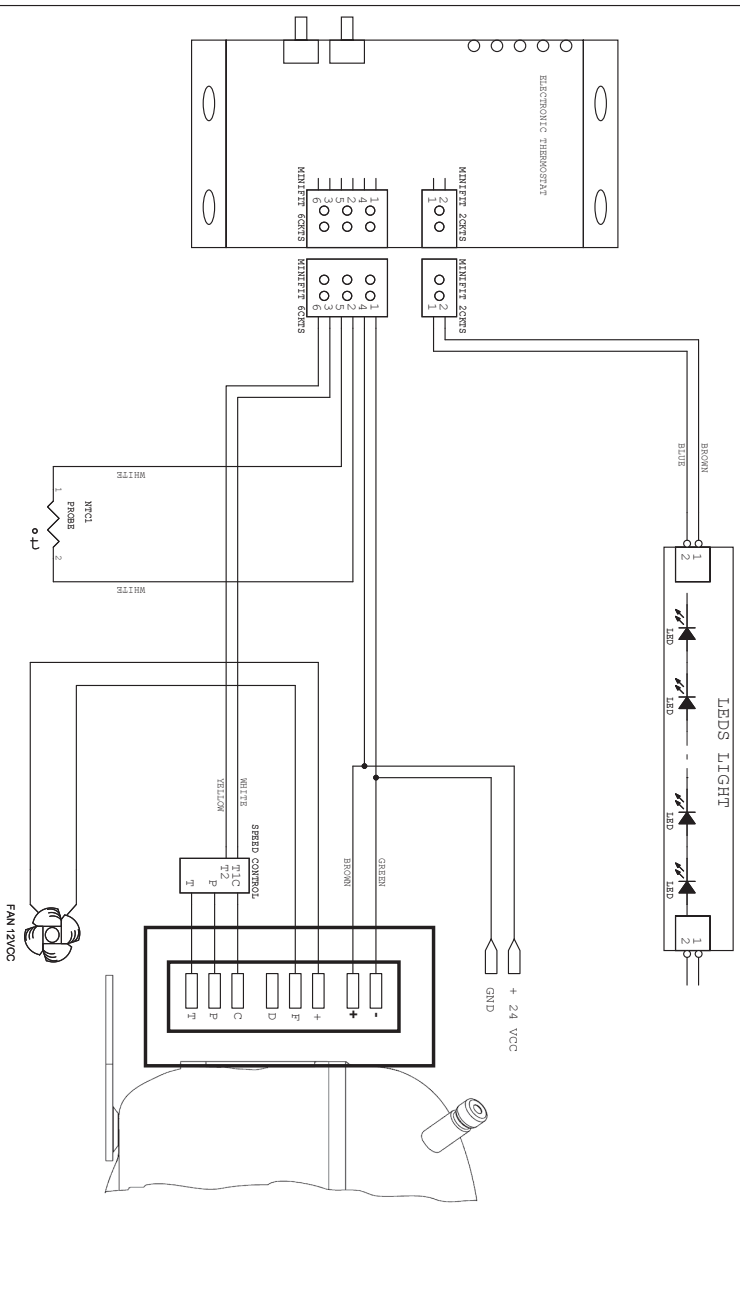 ELECTRONIC THERMOSTAT
MINIFIT 2CKTS
2
1
MINIFIT 6CKTS
1
4
2
5
3
6
MINIFIT 2CKTS
2
1
MINIFIT 6CKTS
1
4
2
5
3
6
BROWN
BLUE
LEDS LIGHT
1
2
LED
LED
-
LED
LED
1
2
WHITE
WHITE
NTC1
PROBE
1
2
°t
+ 24 VCC
GND
GREEN
BROWN
SPEED CONTROL
WHITE
YELLOW
T1C
T2
P
T
-
+
+
F
D
C
P
T
FAN 12VCC